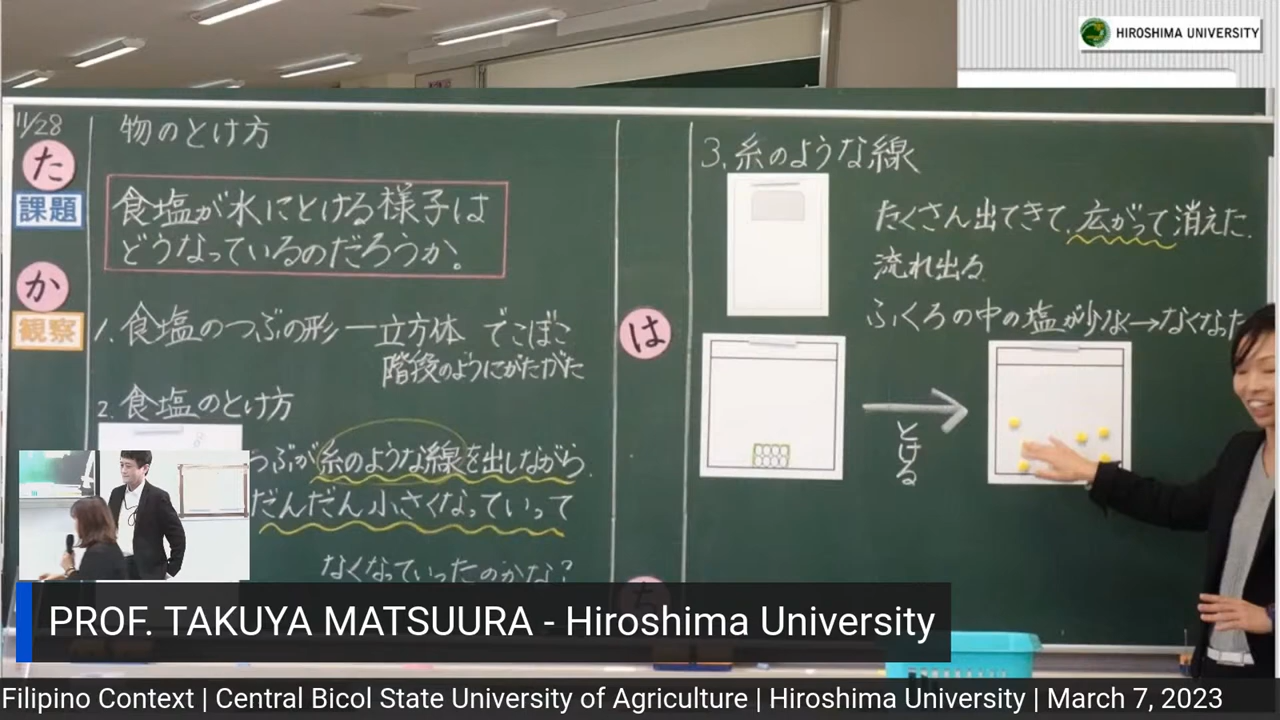 HIROSHIMA UNIVERSITY
11/28
物のとけ方
た
課題
食塩が水にとける様子は
どうなっているのだろうか。
か
観察
1. 食塩のつぶの形 ー 立方体 でこぼこ
階段のようにがたがた
2. 食塩のとけ方
つぶが糸のような線を出しながら
だんだん小さくなっていって
なくなっていったのかな?
は
3. 糸のような線
たくさん出てきて、広がって消えた。
流れ出る
ふくろの中の塩が少なく→なくなった
とける
PROF. TAKUYA MATSUURA - Hiroshima University
Filipino Context | Central Bicol State University of Agriculture | Hiroshima University | March 7, 2023